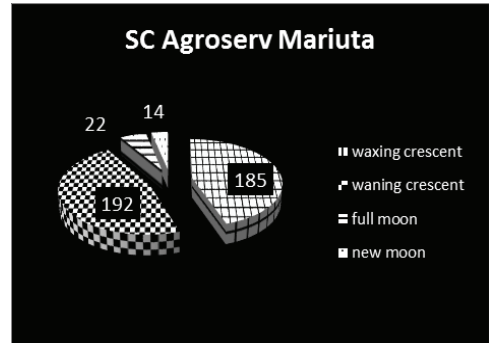 SC Agroserv Mariuta
14
22
185
192
waxing crescent
waning crescent
full moon
new moon